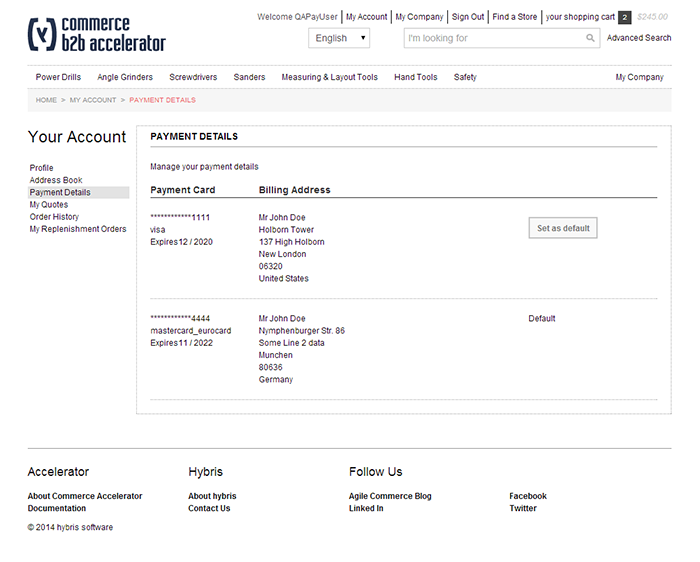 commerce
b2b accelerator
Welcome QAPayUser My Account My Company Sign Out Find a Store your shopping cart 2 $245.00
English I'm looking for Advanced Search
Power Drills Angle Grinders Screwdrivers Sanders Measuring & Layout Tools Hand Tools Safety My Company
HOME > MY ACCOUNT > PAYMENT DETAILS
Your Account
Profile
Address Book
Payment Details
My Quotes
Order History
My Replenishment Orders
PAYMENT DETAILS
Manage your payment details
Payment Card Billing Address
************1111 Mr John Doe
visa Holborn Tower Set as default
Expires12 / 2020 137 High Holborn
New London
06320
United States
************4444 Mr John Doe Default
mastercard_eurocard Nymphenburger Str. 86
Expires11 / 2022 Some Line 2 data
Munchen
80636
Germany
Accelerator Hybris Follow Us
About Commerce Accelerator About hybris Agile Commerce Blog Facebook
Documentation Contact Us Linked In Twitter
© 2014 hybris software